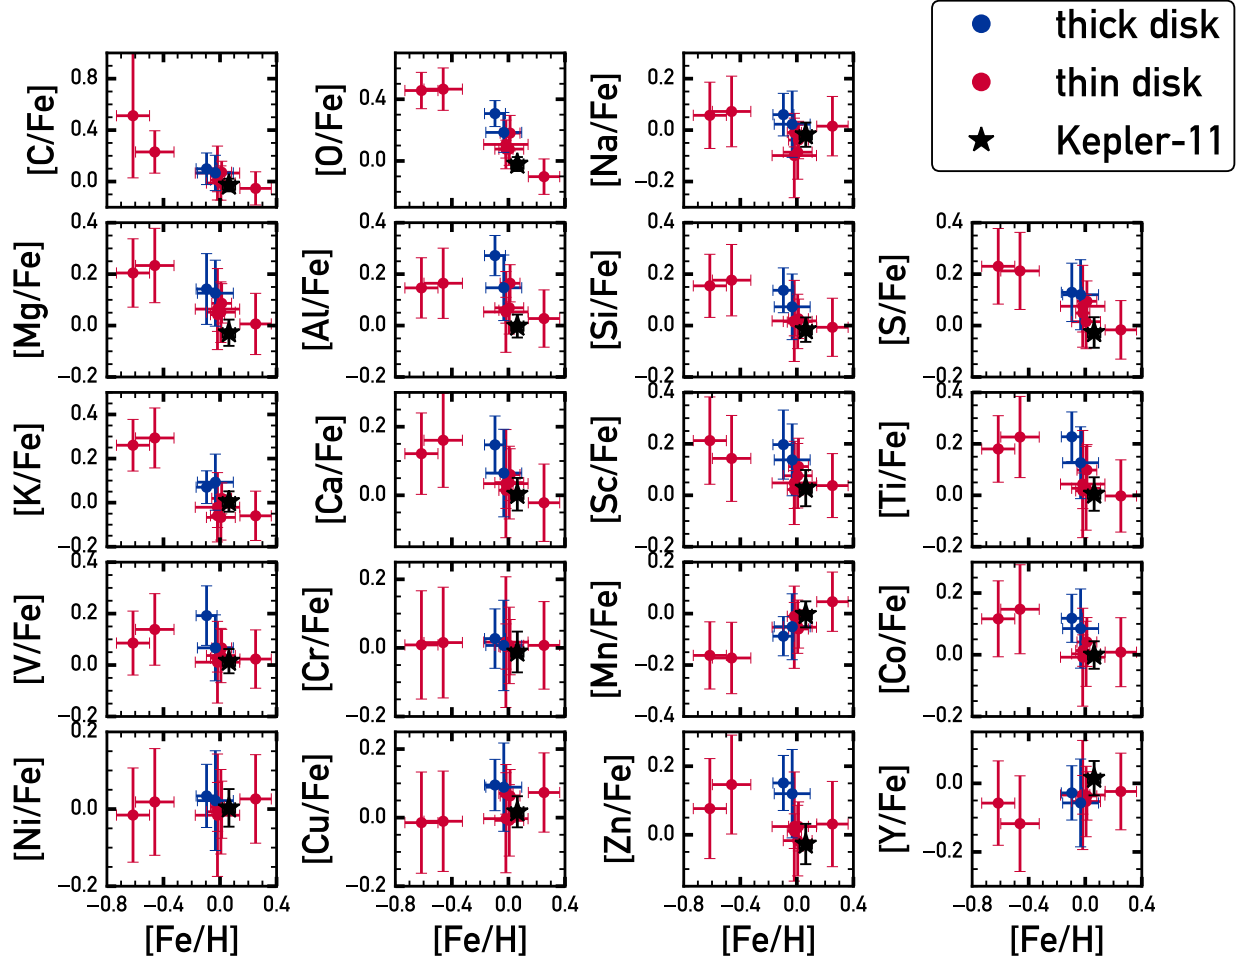 thick disk
thin disk
Kepler-11
[C/Fe]
0.8
0.4
0.0
[O/Fe]
0.4
0.0
[Na/Fe]
0.2
0.0
−0.2
[Mg/Fe]
0.4
0.2
0.0
−0.2
[Al/Fe]
0.4
0.2
0.0
−0.2
[Si/Fe]
0.4
0.2
0.0
−0.2
[S/Fe]
0.4
0.2
0.0
−0.2
[K/Fe]
0.4
0.2
0.0
−0.2
[Ca/Fe]
0.2
0.0
[Sc/Fe]
0.4
0.2
0.0
−0.2
[Ti/Fe]
0.4
0.2
0.0
−0.2
[V/Fe]
0.4
0.2
0.0
−0.2
[Cr/Fe]
0.2
0.0
−0.2
[Mn/Fe]
0.0
−0.2
−0.4
[Co/Fe]
0.2
0.0
−0.2
[Ni/Fe]
0.2
0.0
−0.2
[Cu/Fe]
0.2
0.0
−0.2
[Zn/Fe]
0.2
0.0
[Y/Fe]
0.0
−0.2
−0.8 −0.4 0.0 0.4
−0.8 −0.4 0.0 0.4
−0.8 −0.4 0.0 0.4
−0.8 −0.4 0.0 0.4
[Fe/H]
[Fe/H]
[Fe/H]
[Fe/H]